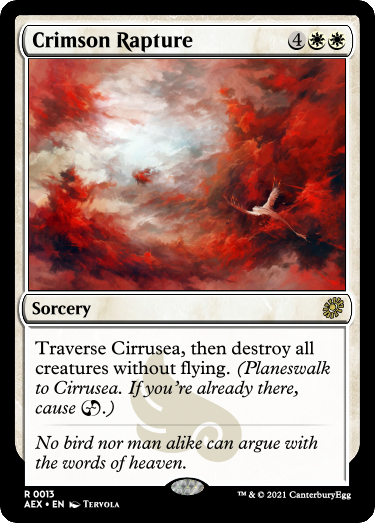 Crimson Rapture 4
Sorcery
Traverse Cirrusea, then destroy all
creatures without flying. (Planeswalk
to Cirrusea. If you're already there,
cause .)
No bird nor man alike can argue with
the words of heaven.
R 0013
AEX • EN TERVOLA
™ & © 2021 CanterburyEgg